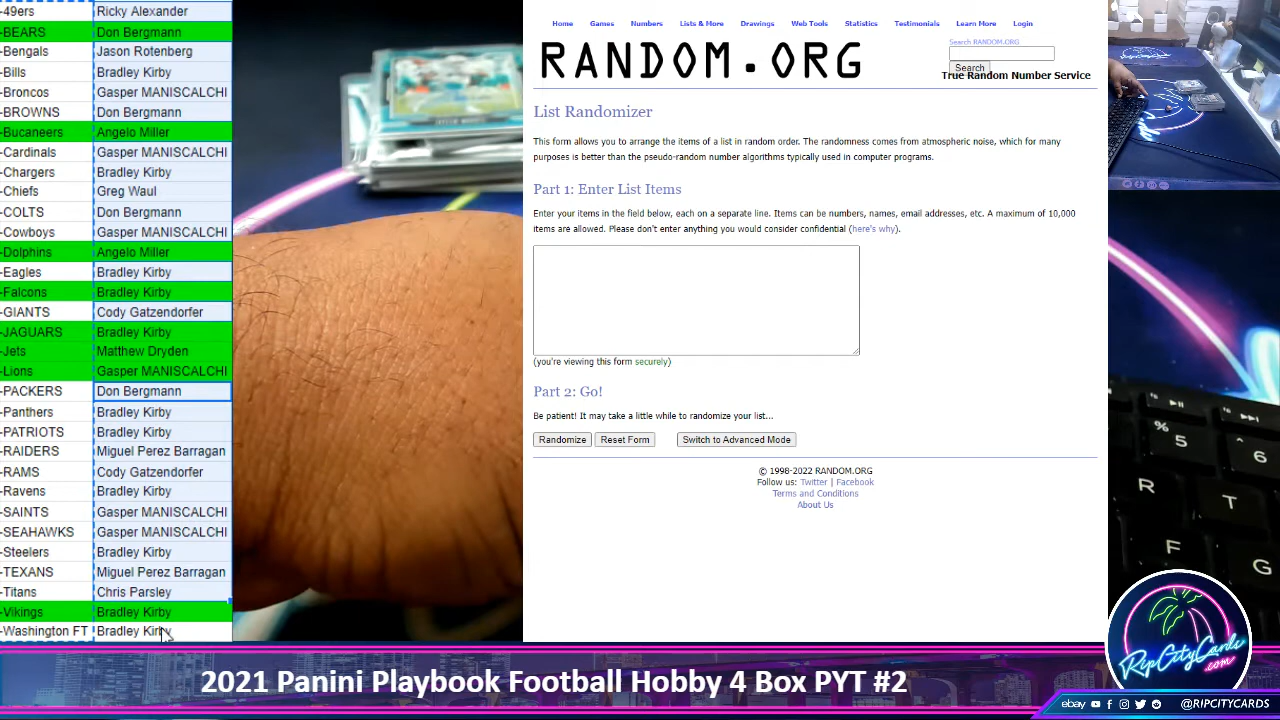 -49ers Ricky Alexander
-BEARS Don Bergmann
-Bengals Jason Rotenberg
-Bills Bradley Kirby
-Broncos Gasper MANISCALCHI
-BROWNS Don Bergmann
-Bucaneers Angelo Miller
-Cardinals Gasper MANISCALCHI
-Chargers Bradley Kirby
-Chiefs Greg Waul
-COLTS Don Bergmann
-Cowboys Gasper MANISCALCHI
-Dolphins Angelo Miller
-Eagles Bradley Kirby
-Falcons Bradley Kirby
-GIANTS Cody Gatzendorfer
-JAGUARS Bradley Kirby
-Jets Matthew Dryden
-Lions Gasper MANISCALCHI
-PACKERS Don Bergmann
-Panthers Bradley Kirby
-PATRIOTS Bradley Kirby
-RAIDERS Miguel Perez Barragan
-RAMS Cody Gatzendorfer
-Ravens Bradley Kirby
-SAINTS Gasper MANISCALCHI
-SEAHAWKS Gasper MANISCALCHI
-Steelers Bradley Kirby
-TEXANS Miguel Perez Barragan
-Titans Chris Parsley
-Vikings Bradley Kirby
-Washington FT Bradley Kirby
Home Games Numbers Lists & More Drawings Web Tools Statistics Testimonials Learn More Login
RANDOM.ORG
Search RANDOM.ORG
Search
True Random Number Service
List Randomizer
This form allows you to arrange the items of a list in random order. The randomness comes from atmospheric noise, which for many
purposes is better than the pseudo-random number algorithms typically used in computer programs.
Part 1: Enter List Items
Enter your items in the field below, each on a separate line. Items can be numbers, names, email addresses, etc. A maximum of 10,000
items are allowed. Please don't enter anything you would consider confidential (here's why).
(you're viewing this form securely)
Part 2: Go!
Be patient! It may take a little while to randomize your list...
Randomize Reset Form Switch to Advanced Mode
© 1998-2022 RANDOM.ORG
Follow us: Twitter | Facebook
Terms and Conditions
About Us
%
5
6
R
T
F
G
RipCityCards
.com
2021 Panini Playbook Football Hobby 4 Box PYT #2
ebay @RIPCITYCARDS